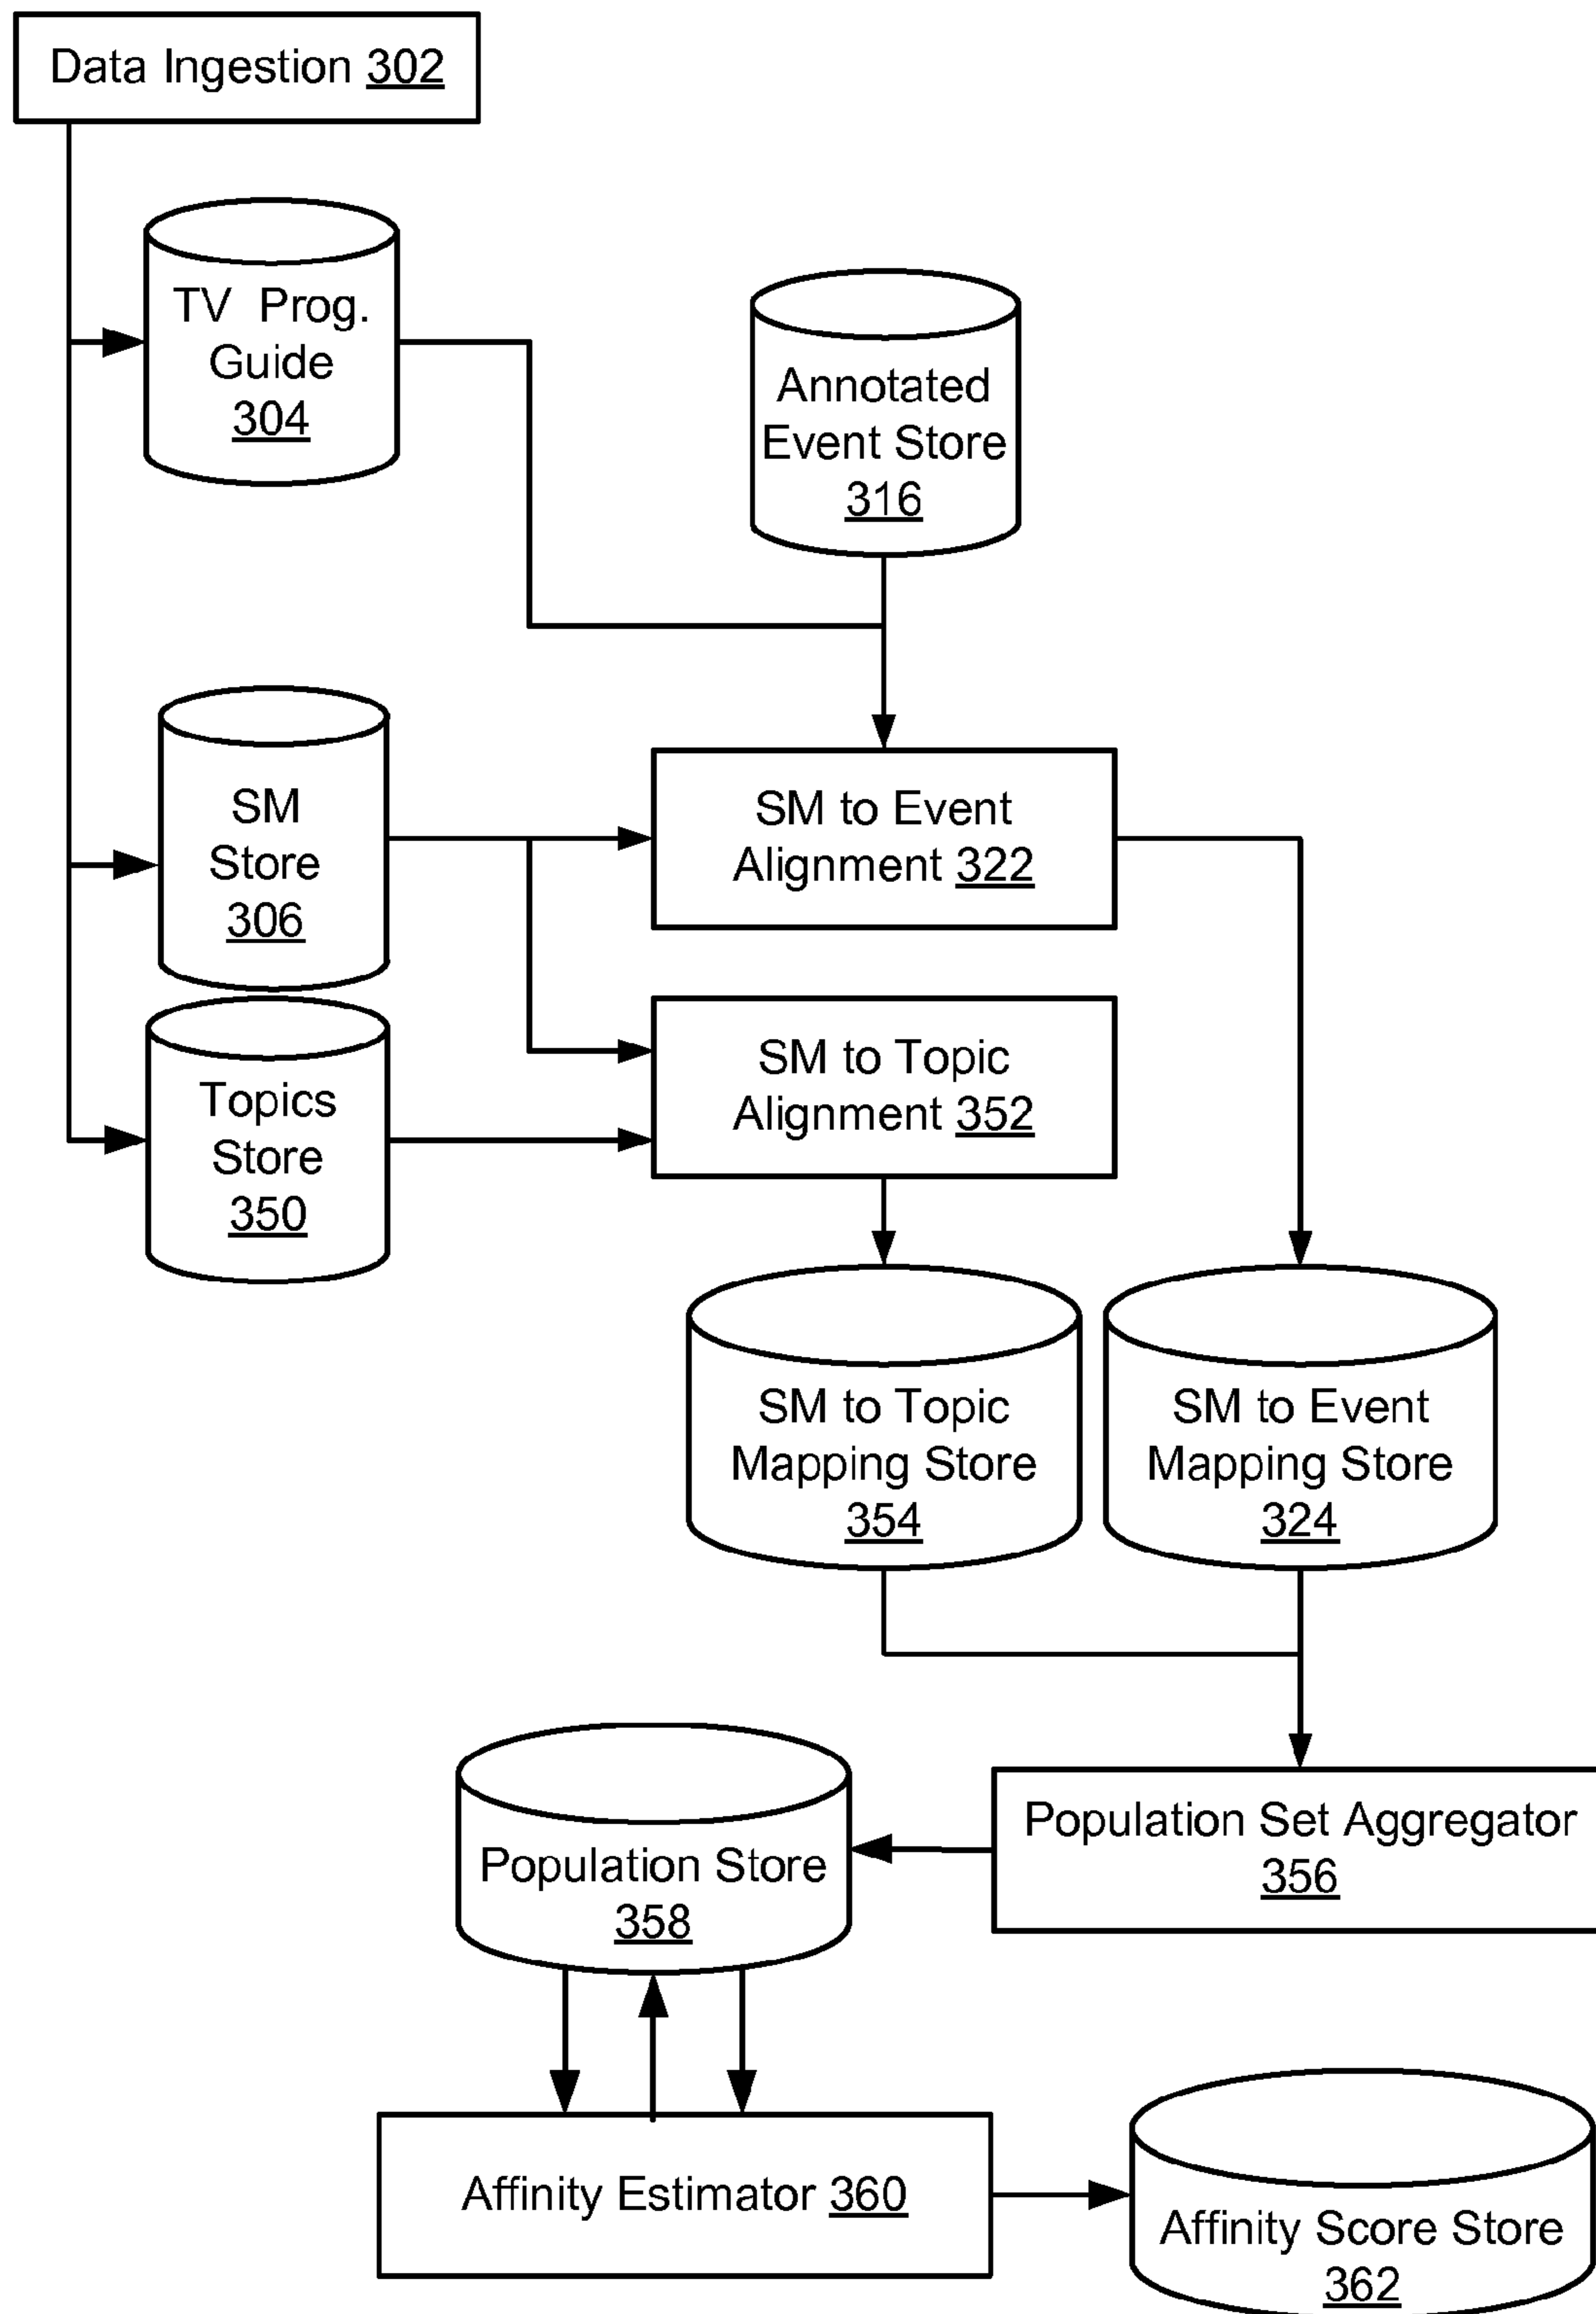 Data Ingestion 302
TV Prog.
Guide
304
Annotated
Event Store
316
SM
Store
306
SM to Event
Alignment 322
Topics
Store
350
SM to Topic
Alignment 352
SM to Topic
Mapping Store
354
SM to Event
Mapping Store
324
Population Set Aggregator
356
Population Store
358
Affinity Estimator 360
Affinity Score Store
362